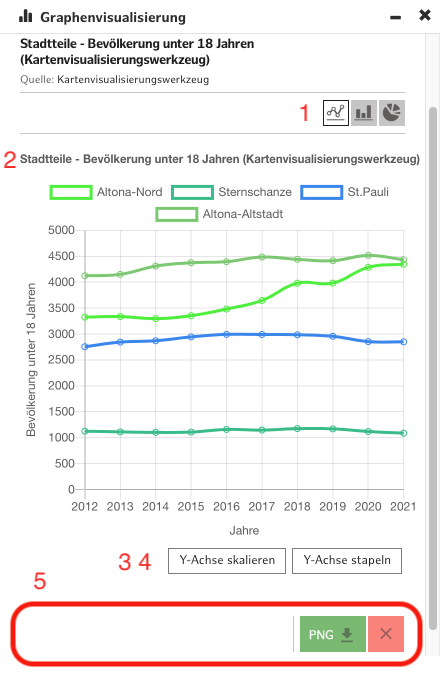 Graphenvisualisierung
Stadtteile - Bevölkerung unter 18 Jahren
(Kartenvisualisierungswerkzeug)
Quelle: Kartenvisualisierungswerkzeug
1
2 Stadtteile - Bevölkerung unter 18 Jahren (Kartenvisualisierungswerkzeug)
Altona-Nord Sternschanze St.Pauli
Altona-Altstadt
Bevölkerung unter 18 Jahren
5000
4500
4000
3500
3000
2500
2000
1500
1000
500
0
2012 2013 2014 2015 2016 2017 2018 2019 2020 2021
Jahre
3 4 Y-Achse skalieren Y-Achse stapeln
5
PNG